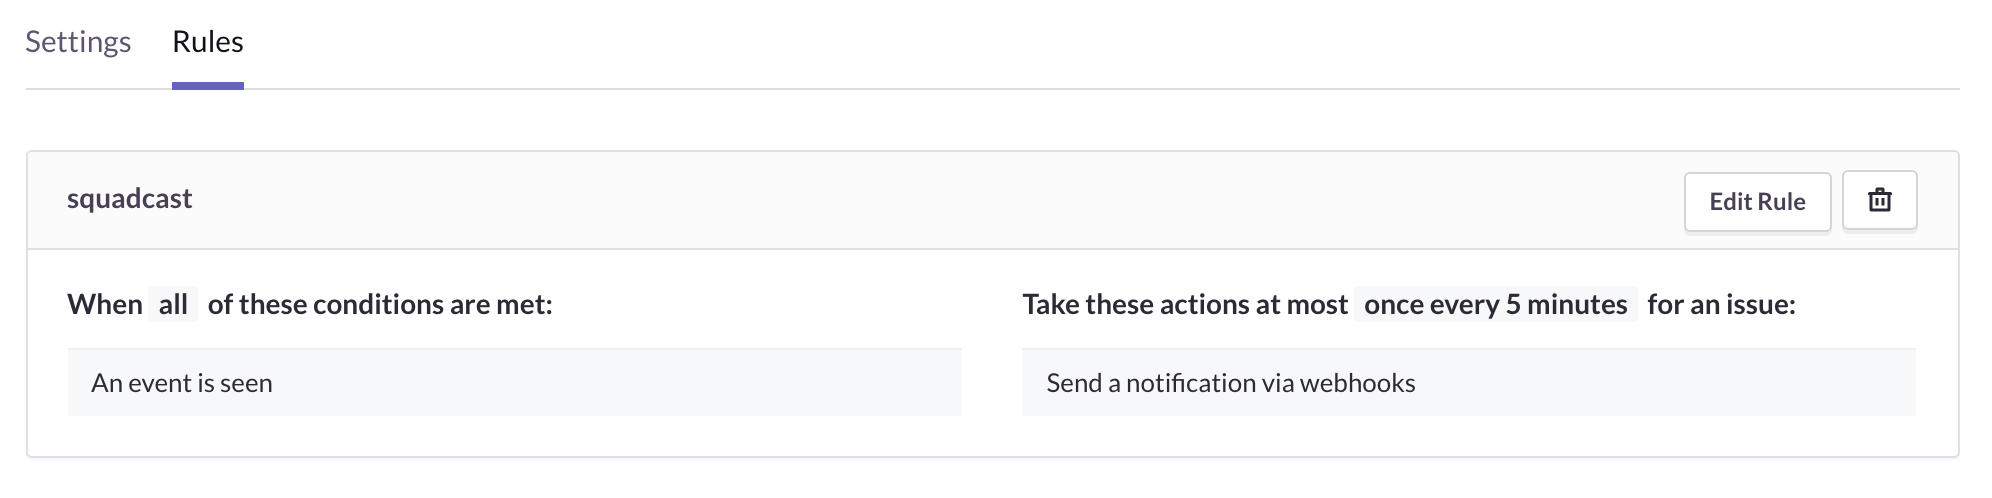 Settings Rules
squadcast Edit Rule
When all of these conditions are met: Take these actions at most once every 5 minutes for an issue:
An event is seen Send a notification via webhooks